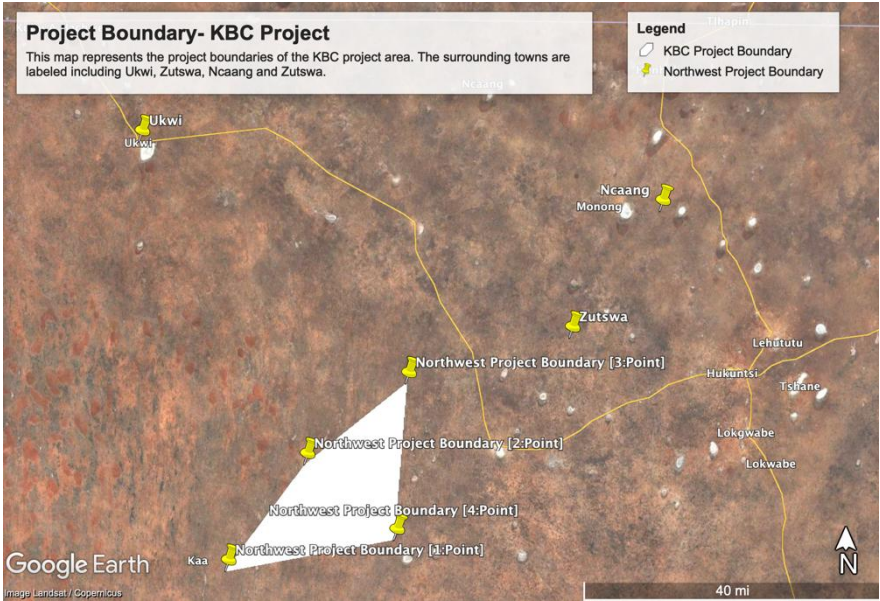 Project Boundary- KBC Project
This map represents the project boundaries of the KBC project area. The surrounding towns are
labeled including Ukwi, Zutswa, Ncaang and Zutswa.
Legend
KBC Project Boundary
Northwest Project Boundary
Ncaang
Ukwi
Ukwi
Ncaang
Monong
Zutswa
Lehututu
Northwest Project Boundary [3:Point]
Hukuntsi
Tshane
Lokgwabe
Northwest Project Boundary [2:Point]
Lokwabe
Northwest Project Boundary [4:Point]
Northwest Project Boundary [1:Point]
Kaa
Google Earth
N
Image Landsat / Copernicus
40 mi